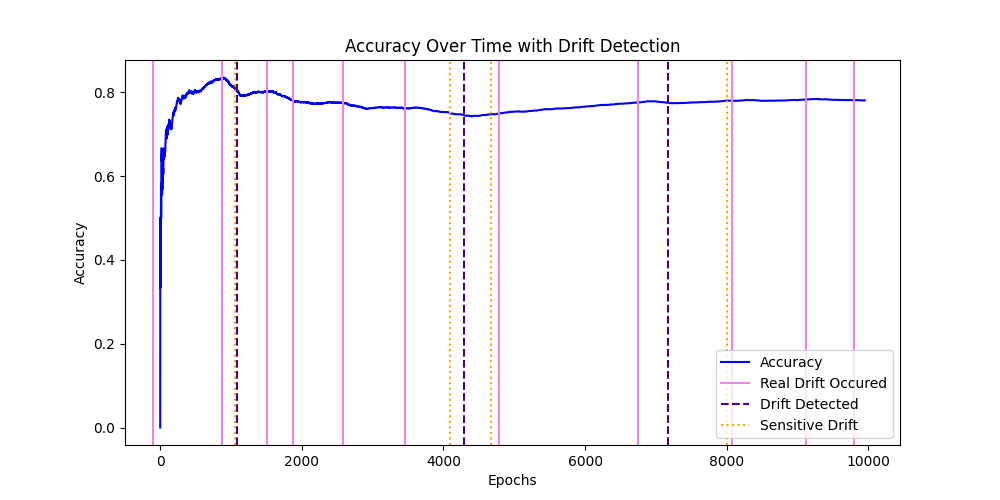 Accuracy Over Time with Drift Detection
Accuracy
0.8
0.6
0.4
0.2
0.0
0
2000
4000
6000
8000
10000
Epochs
Accuracy
Real Drift Occured
Drift Detected
Sensitive Drift